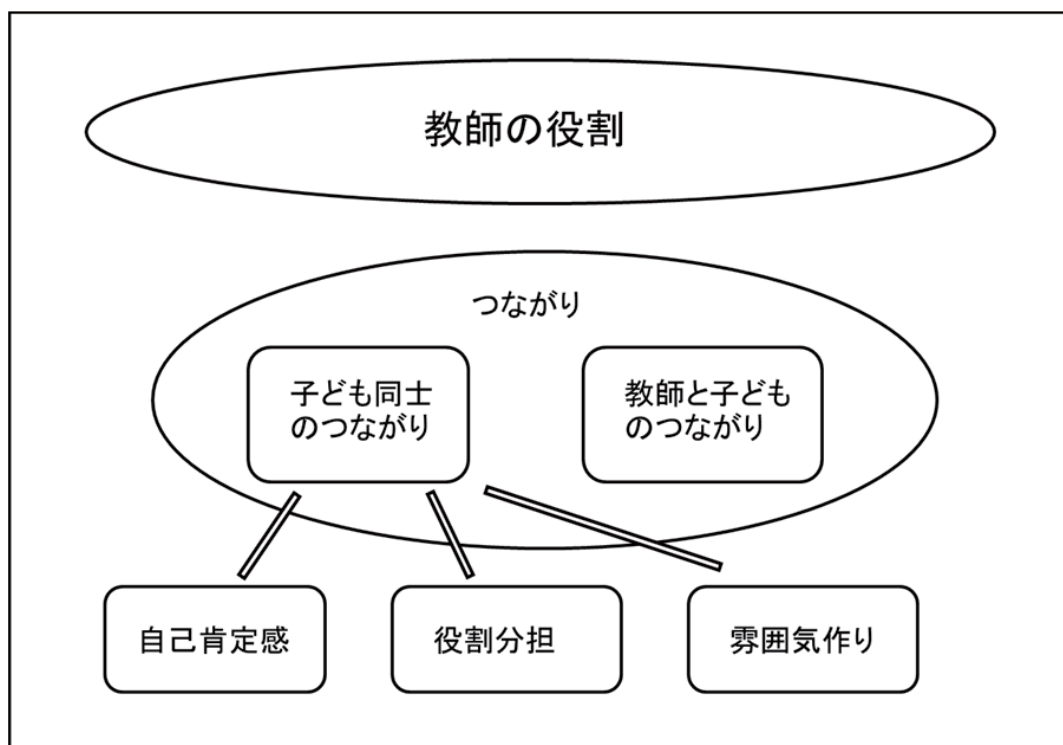 教師の役割
つながり
子ども同士
のつながり
教師と子ども
のつながり
自己肯定感
役割分担
雰囲気作り